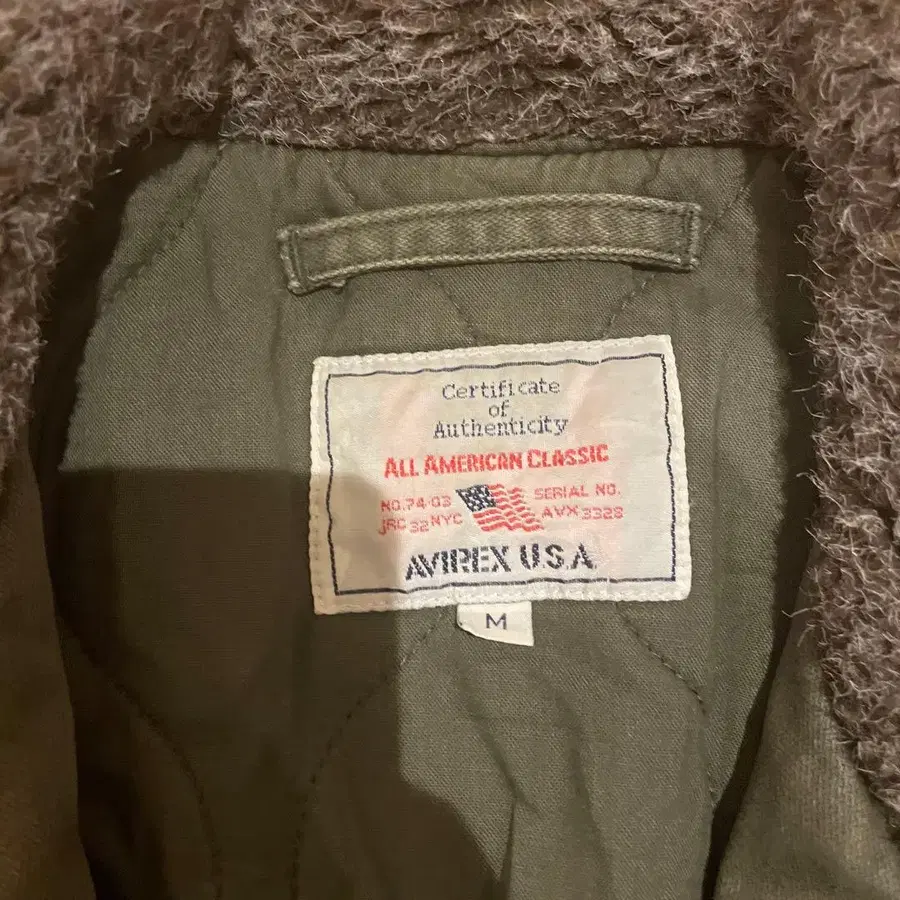 Certificate
of
Authenticity
ALL AMERICAN CLASSIC
NO.74-03 SERIAL NO.
JRC 32 NYC AVX 3328
AVIREX U.S.A.
M